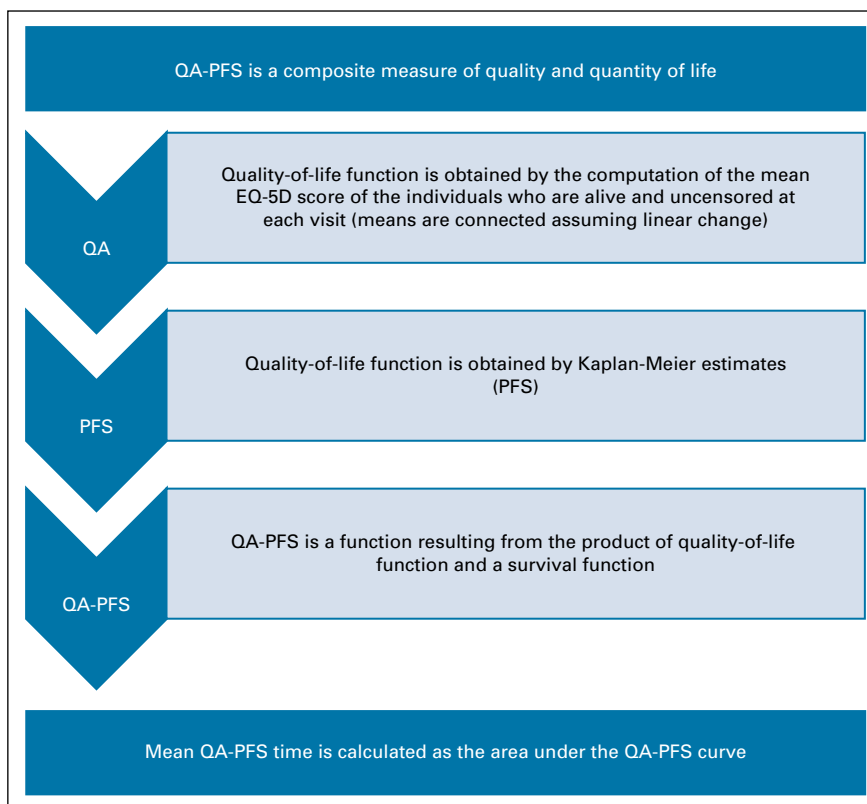 QA-PFS is a composite measure of quality and quantity of life
QA
Quality-of-life function is obtained by the computation of the mean
EQ-5D score of the individuals who are alive and uncensored at
each visit (means are connected assuming linear change)
PFS
Quality-of-life function is obtained by Kaplan-Meier estimates
(PFS)
QA-PFS
QA-PFS is a function resulting from the product of quality-of-life
function and a survival function
Mean QA-PFS time is calculated as the area under the QA-PFS curve